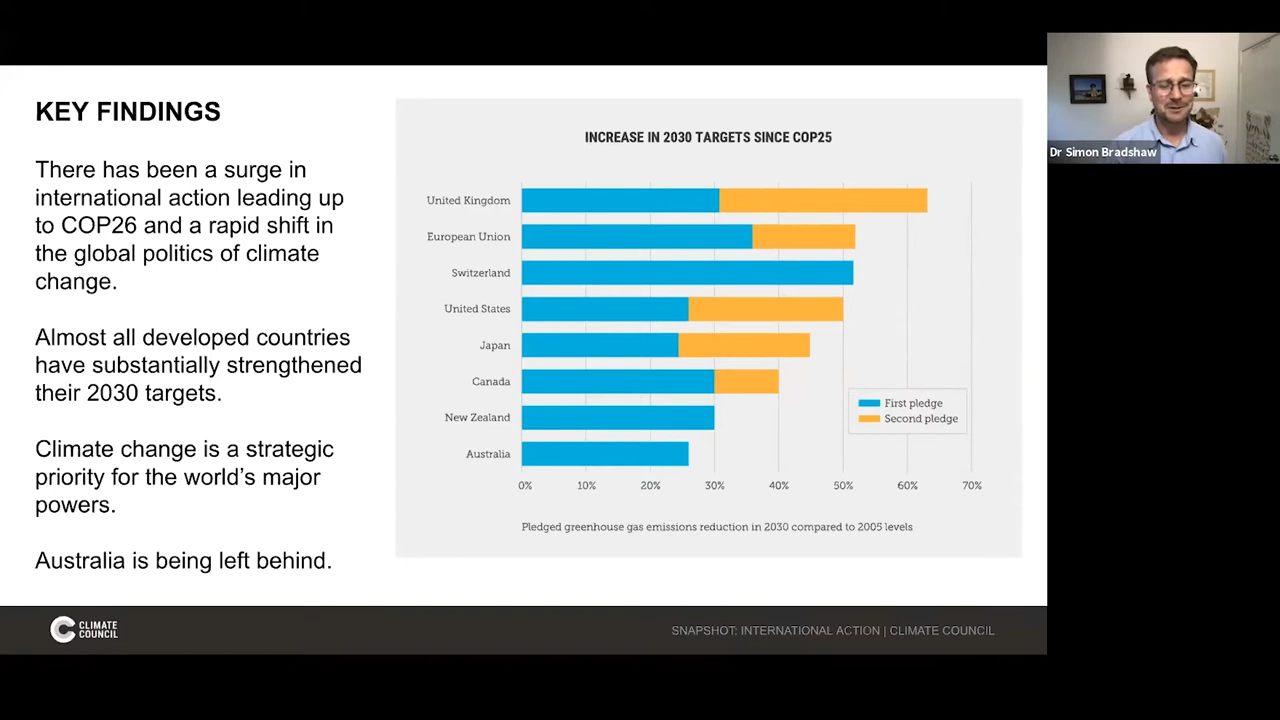 KEY FINDINGS
There has been a surge in
international action leading up
to COP26 and a rapid shift in
the global politics of climate
change.
Almost all developed countries
have substantially strengthened
their 2030 targets.
Climate change is a strategic
priority for the world's major
powers.
Australia is being left behind.
INCREASE IN 2030 TARGETS SINCE COP25
United Kingdom
European Union
Switzerland
United States
Japan
Canada
New Zealand
Australia
First pledge
Second pledge
0% 10% 20% 30% 40% 50% 60% 70%
Pledged greenhouse gas emissions reduction in 2030 compared to 2005 levels
CLIMATE
COUNCIL
SNAPSHOT: INTERNATIONAL ACTION | CLIMATE COUNCIL
Dr Simon Bradshaw